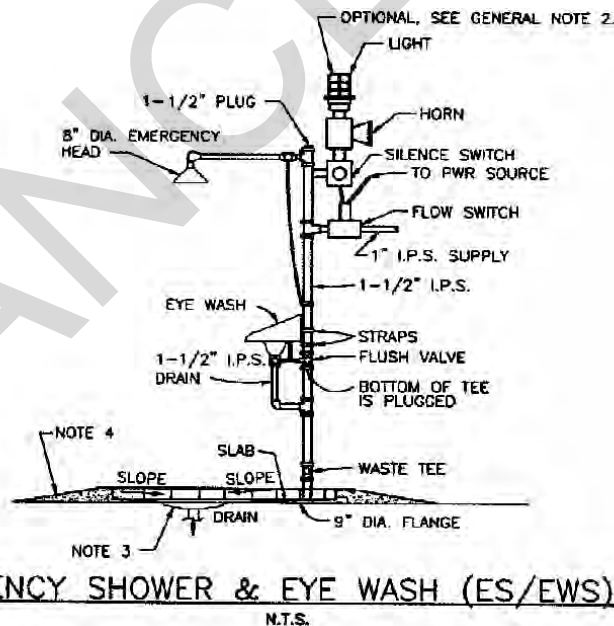 OPTIONAL, SEE GENERAL NOTE 2.
LIGHT
1-1/2" PLUG
HORN
8" DIA. EMERGENCY
HEAD
SILENCE SWITCH
TO PWR SOURCE
FLOW SWITCH
1" I.P.S. SUPPLY
1-1/2" I.P.S.
EYE WASH
STRAPS
1-1/2" I.P.S.
DRAIN
FLUSH VALVE
BOTTOM OF TEE
IS PLUGGED
NOTE 4
SLAB
WASTE TEE
SLOPE
SLOPE
DRAIN
9" DIA. FLANGE
NOTE 3
ENCY SHOWER & EYE WASH (ES/EWS)
N.T.S.